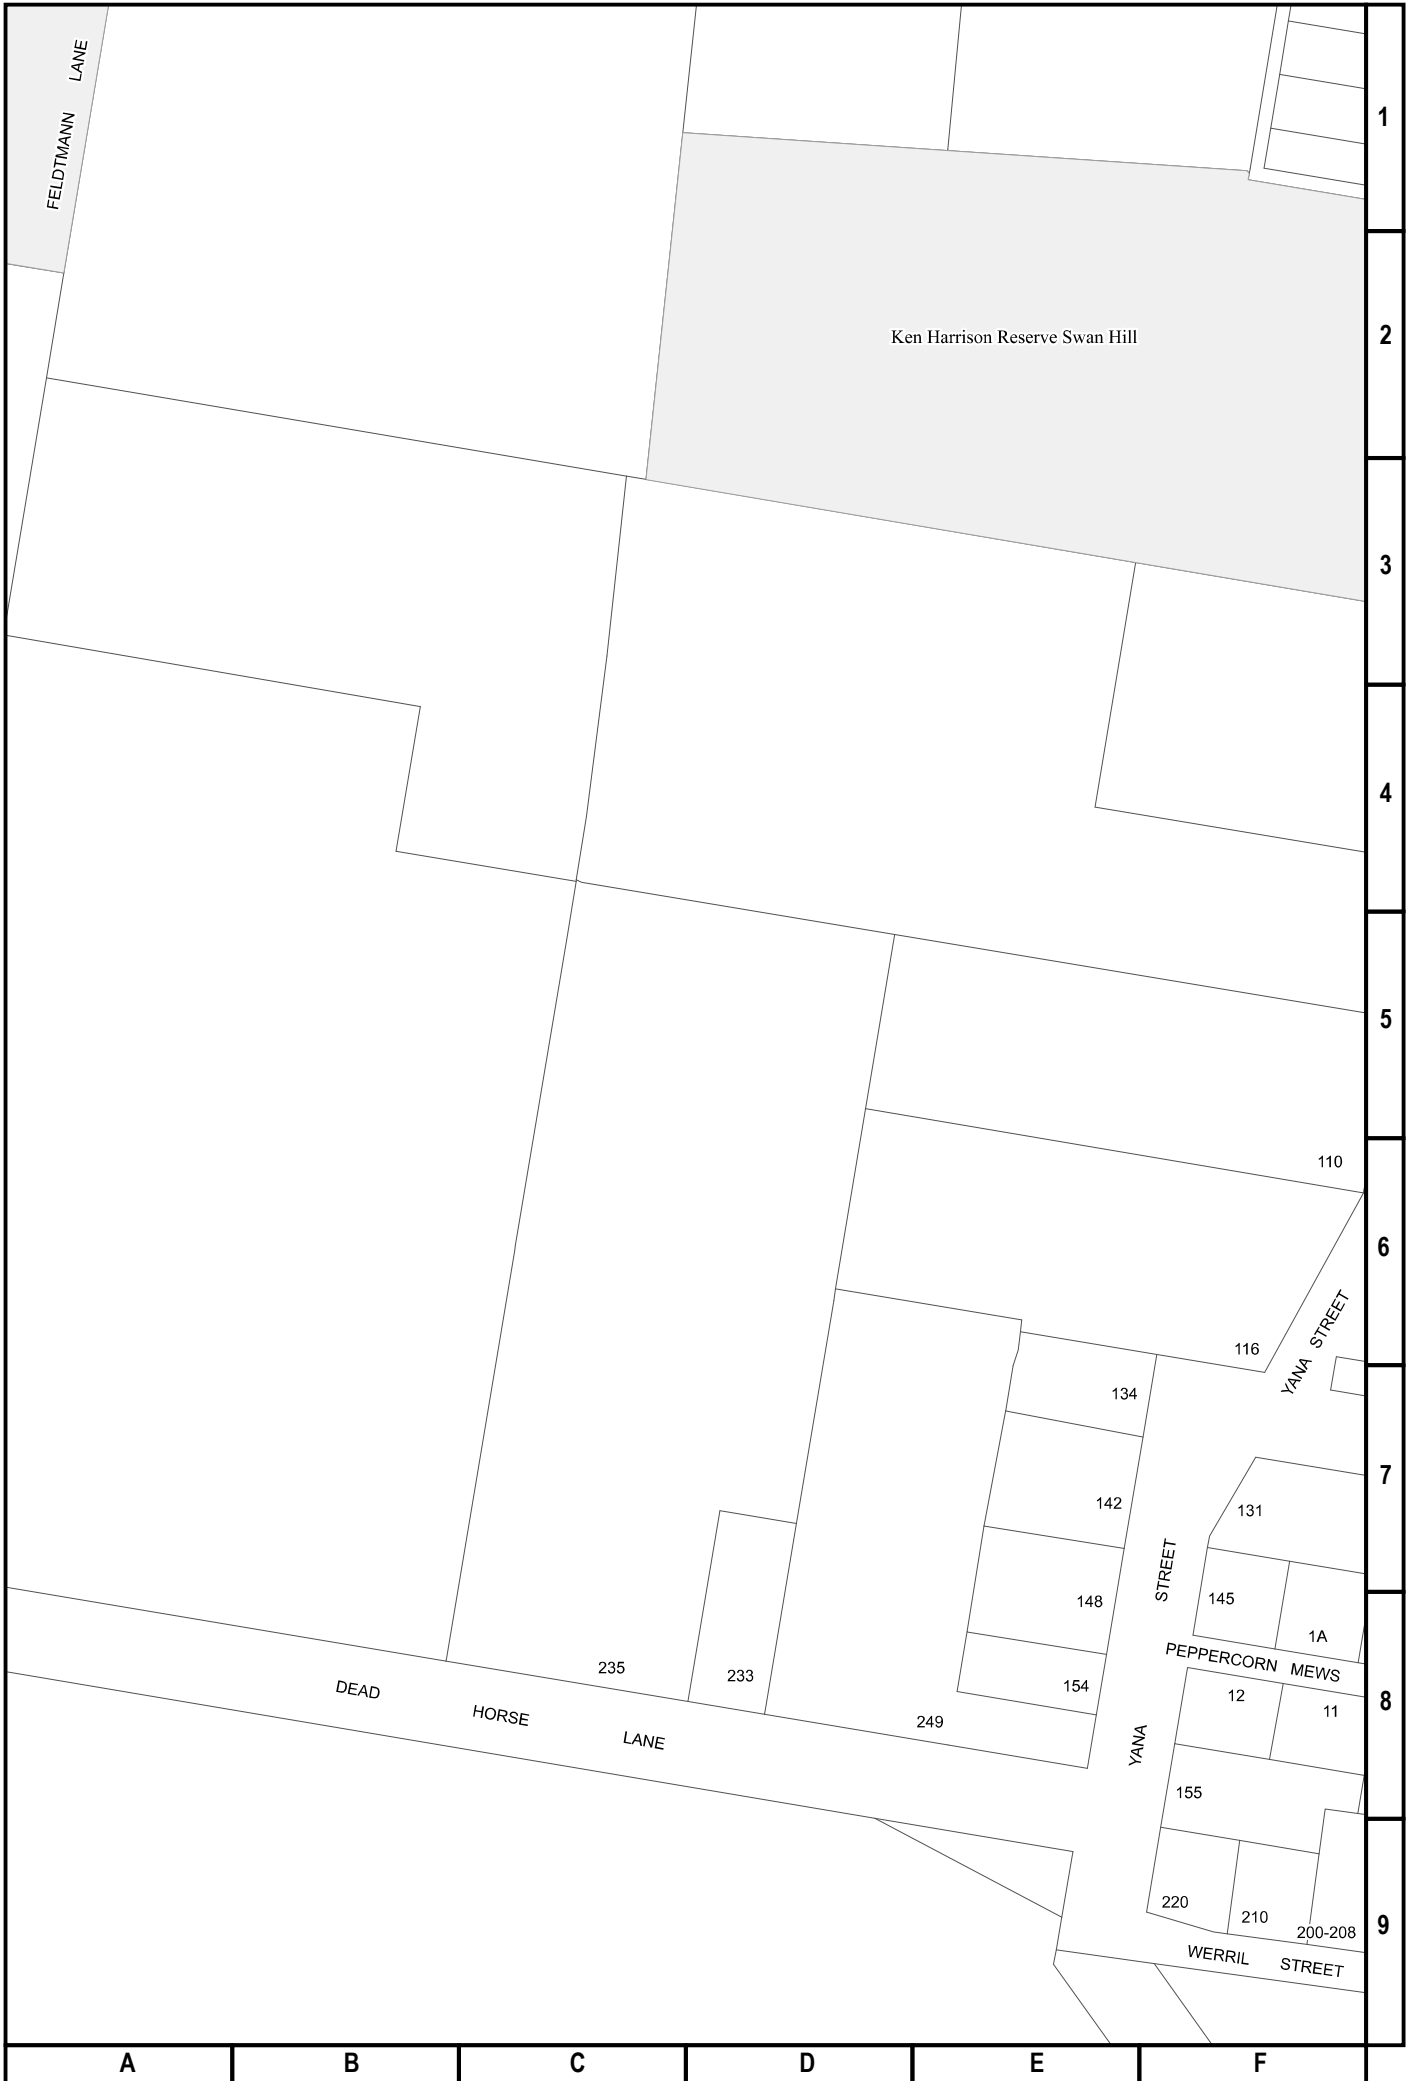 FELDTMANN LANE
1
Ken Harrison Reserve Swan Hill
2
3
4
5
110
6
YANA STREET
116
134
7
142
131
STREET
148
145
1A
PEPPERCORN MEWS
235
233
154
12
11
8
DEAD HORSE LANE
249
YANA
155
220
210
200-208
9
WERRIL STREET
A B C D E F